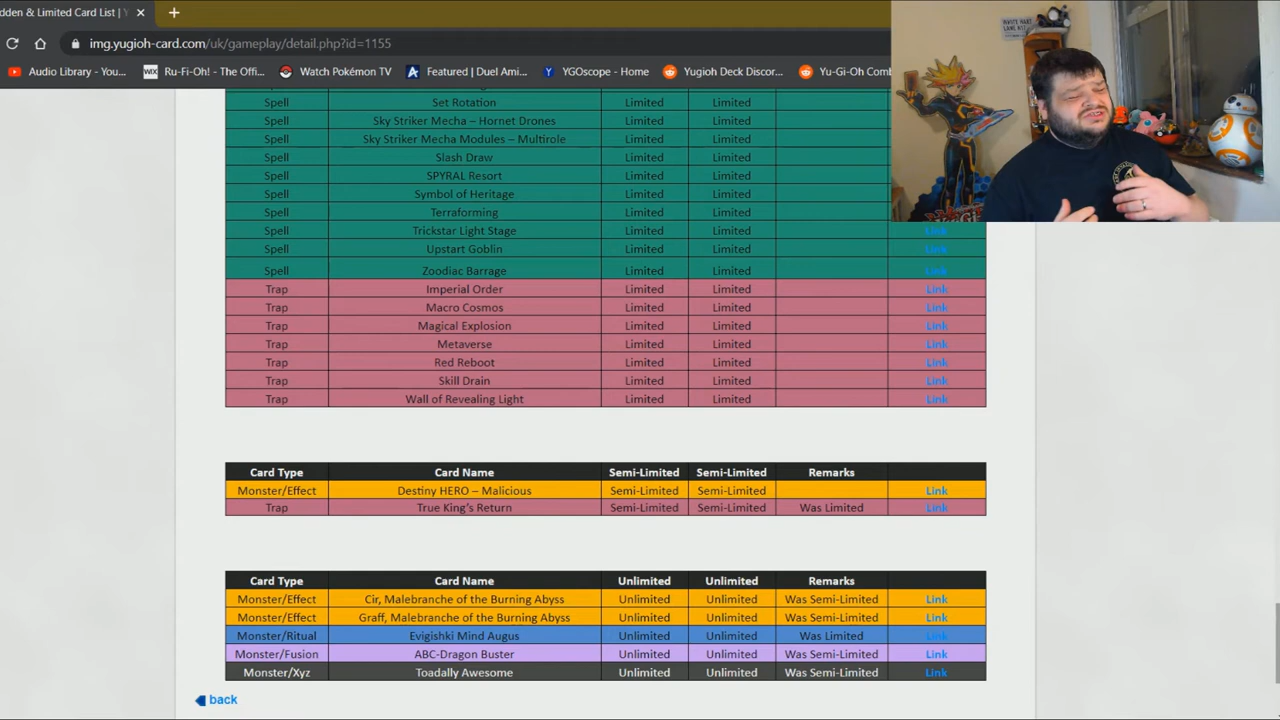 dden & Limited Card List | Y
img.yugioh-card.com/uk/gameplay/detail.php?id=1155
Audio Library - You... Ru-Fi-Oh! - The Offi... Watch Pokémon TV Featured | Duel Ami... YGOscope - Home Yugioh Deck Discor... Yu-Gi-Oh Comb
WHITE HART LANE N17
Spell Set Rotation Limited Limited
Spell Sky Striker Mecha – Hornet Drones Limited Limited
Spell Sky Striker Mecha Modules – Multirole Limited Limited
Spell Slash Draw Limited Limited
Spell SPYRAL Resort Limited Limited
Spell Symbol of Heritage Limited Limited
Spell Terraforming Limited Limited
Spell Trickstar Light Stage Limited Limited Link
Spell Upstart Goblin Limited Limited Link
Spell Zoodiac Barrage Limited Limited Link
Trap Imperial Order Limited Limited Link
Trap Macro Cosmos Limited Limited Link
Trap Magical Explosion Limited Limited Link
Trap Metaverse Limited Limited Link
Trap Red Reboot Limited Limited Link
Trap Skill Drain Limited Limited Link
Trap Wall of Revealing Light Limited Limited Link
Card Type Card Name Semi-Limited Semi-Limited Remarks
Monster/Effect Destiny HERO – Malicious Semi-Limited Semi-Limited Link
Trap True King's Return Semi-Limited Semi-Limited Was Limited Link
Card Type Card Name Unlimited Unlimited Remarks
Monster/Effect Cir, Malebranche of the Burning Abyss Unlimited Unlimited Was Semi-Limited Link
Monster/Effect Graff, Malebranche of the Burning Abyss Unlimited Unlimited Was Semi-Limited Link
Monster/Ritual Evigishki Mind Augus Unlimited Unlimited Was Limited Link
Monster/Fusion ABC-Dragon Buster Unlimited Unlimited Was Semi-Limited Link
Monster/Xyz Toadally Awesome Unlimited Unlimited Was Semi-Limited Link
back